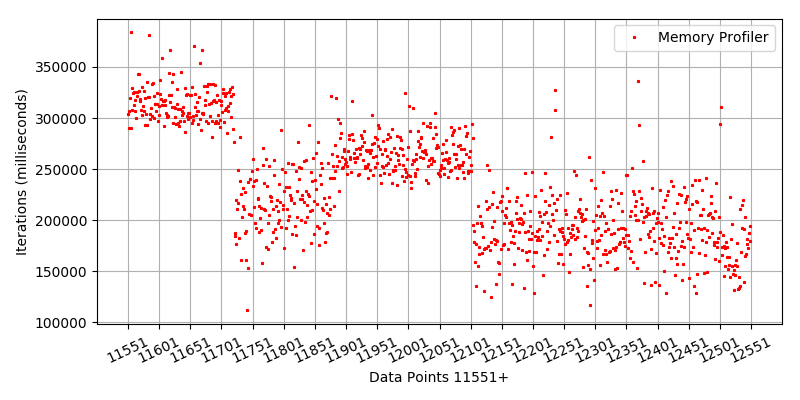 Memory Profiler
Iterations (milliseconds)
350000
300000
250000
200000
150000
100000
11551 11601 11651 11701 11751 11801 11851 11901 11951 12001 12051 12101 12151 12201 12251 12301 12351 12401 12451 12501 12551
Data Points 11551+